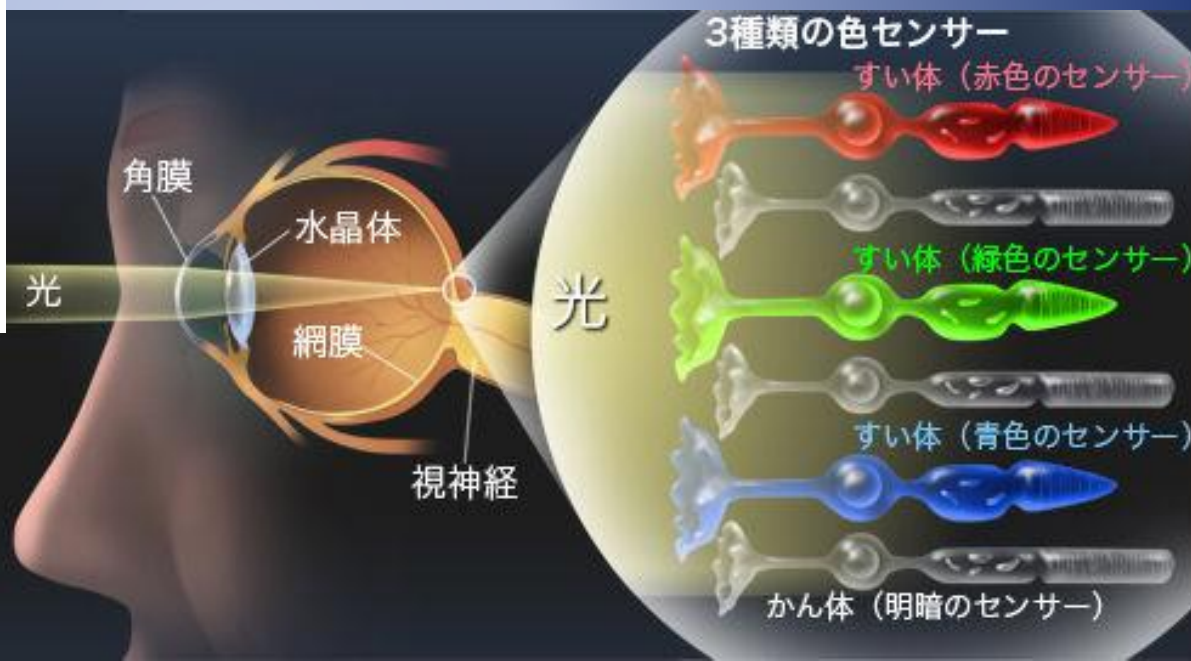 3種類の色センサー
すい体（赤色のセンサー）
角膜
水晶体
すい体（緑色のセンサー）
光
光
網膜
すい体（青色のセンサー）
視神経
かん体（明暗のセンサー）